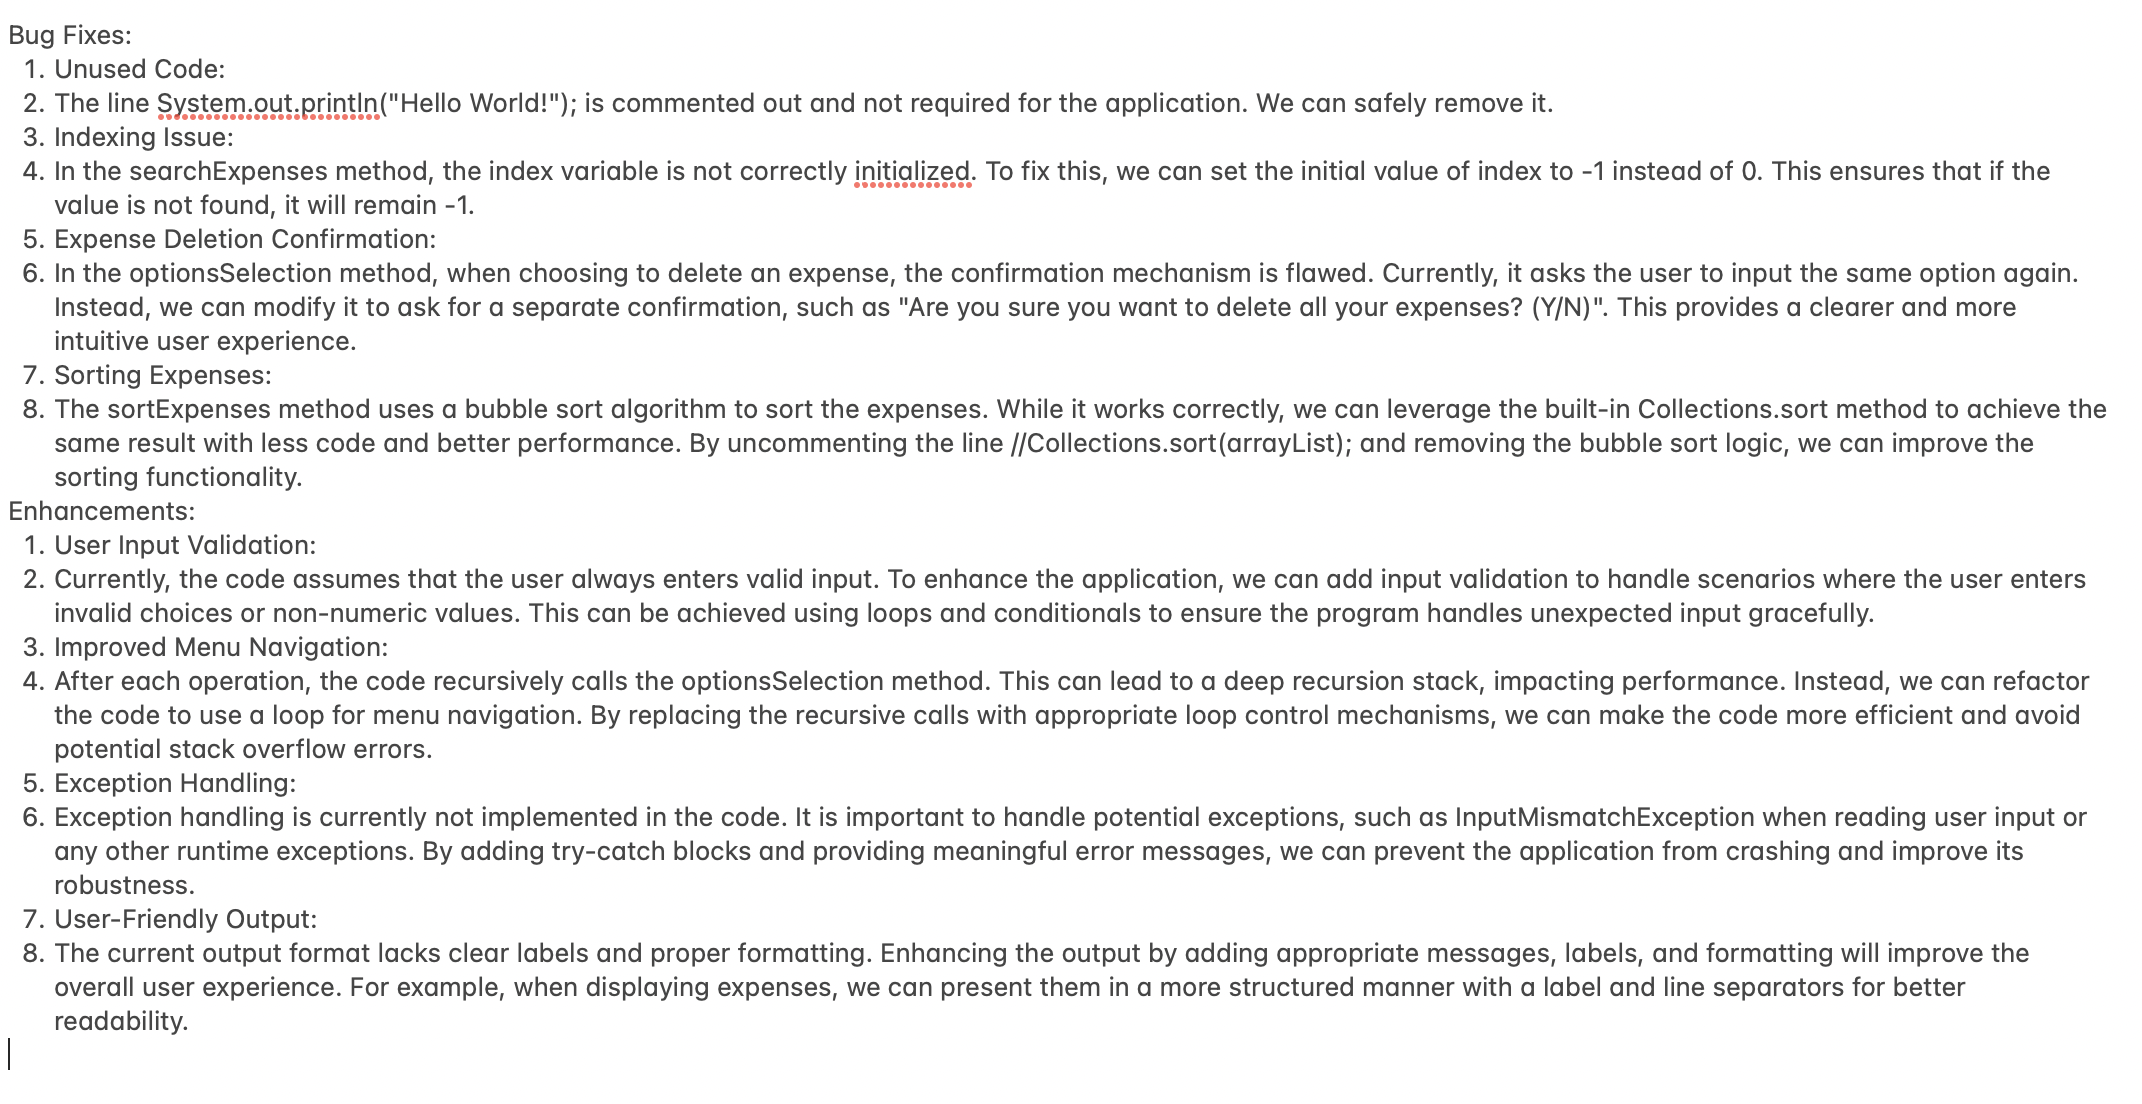 Bug Fixes:
1. Unused Code:
2. The line System.out.println("Hello World!"); is commented out and not required for the application. We can safely remove it.
3. Indexing Issue:
4. In the searchExpenses method, the index variable is not correctly initialized. To fix this, we can set the initial value of index to -1 instead of 0. This ensures that if the
value is not found, it will remain -1.
5. Expense Deletion Confirmation:
6. In the optionsSelection method, when choosing to delete an expense, the confirmation mechanism is flawed. Currently, it asks the user to input the same option again.
Instead, we can modify it to ask for a separate confirmation, such as "Are you sure you want to delete all your expenses? (Y/N)". This provides a clearer and more
intuitive user experience.
7. Sorting Expenses:
8. The sortExpenses method uses a bubble sort algorithm to sort the expenses. While it works correctly, we can leverage the built-in Collections.sort method to achieve the
same result with less code and better performance. By uncommenting the line //Collections.sort(arrayList); and removing the bubble sort logic, we can improve the
sorting functionality.
Enhancements:
1. User Input Validation:
2. Currently, the code assumes that the user always enters valid input. To enhance the application, we can add input validation to handle scenarios where the user enters
invalid choices or non-numeric values. This can be achieved using loops and conditionals to ensure the program handles unexpected input gracefully.
3. Improved Menu Navigation:
4. After each operation, the code recursively calls the optionsSelection method. This can lead to a deep recursion stack, impacting performance. Instead, we can refactor
the code to use a loop for menu navigation. By replacing the recursive calls with appropriate loop control mechanisms, we can make the code more efficient and avoid
potential stack overflow errors.
5. Exception Handling:
6. Exception handling is currently not implemented in the code. It is important to handle potential exceptions, such as InputMismatchException when reading user input or
any other runtime exceptions. By adding try-catch blocks and providing meaningful error messages, we can prevent the application from crashing and improve its
robustness.
7. User-Friendly Output:
8. The current output format lacks clear labels and proper formatting. Enhancing the output by adding appropriate messages, labels, and formatting will improve the
overall user experience. For example, when displaying expenses, we can present them in a more structured manner with a label and line separators for better
readability.